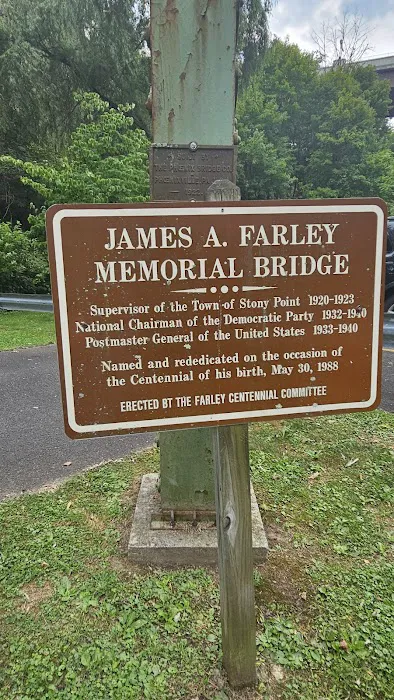 JAMES A. FARLEY
MEMORIAL BRIDGE
Supervisor of the Town of Stony Point 1920-1923
National Chairman of the Democratic Party 1932-1940
Postmaster General of the United States 1933-1940
Named and rededicated on the occasion of
the Centennial of his birth, May 30, 1988
ERECTED BY THE FARLEY CENTENNIAL COMMITTEE